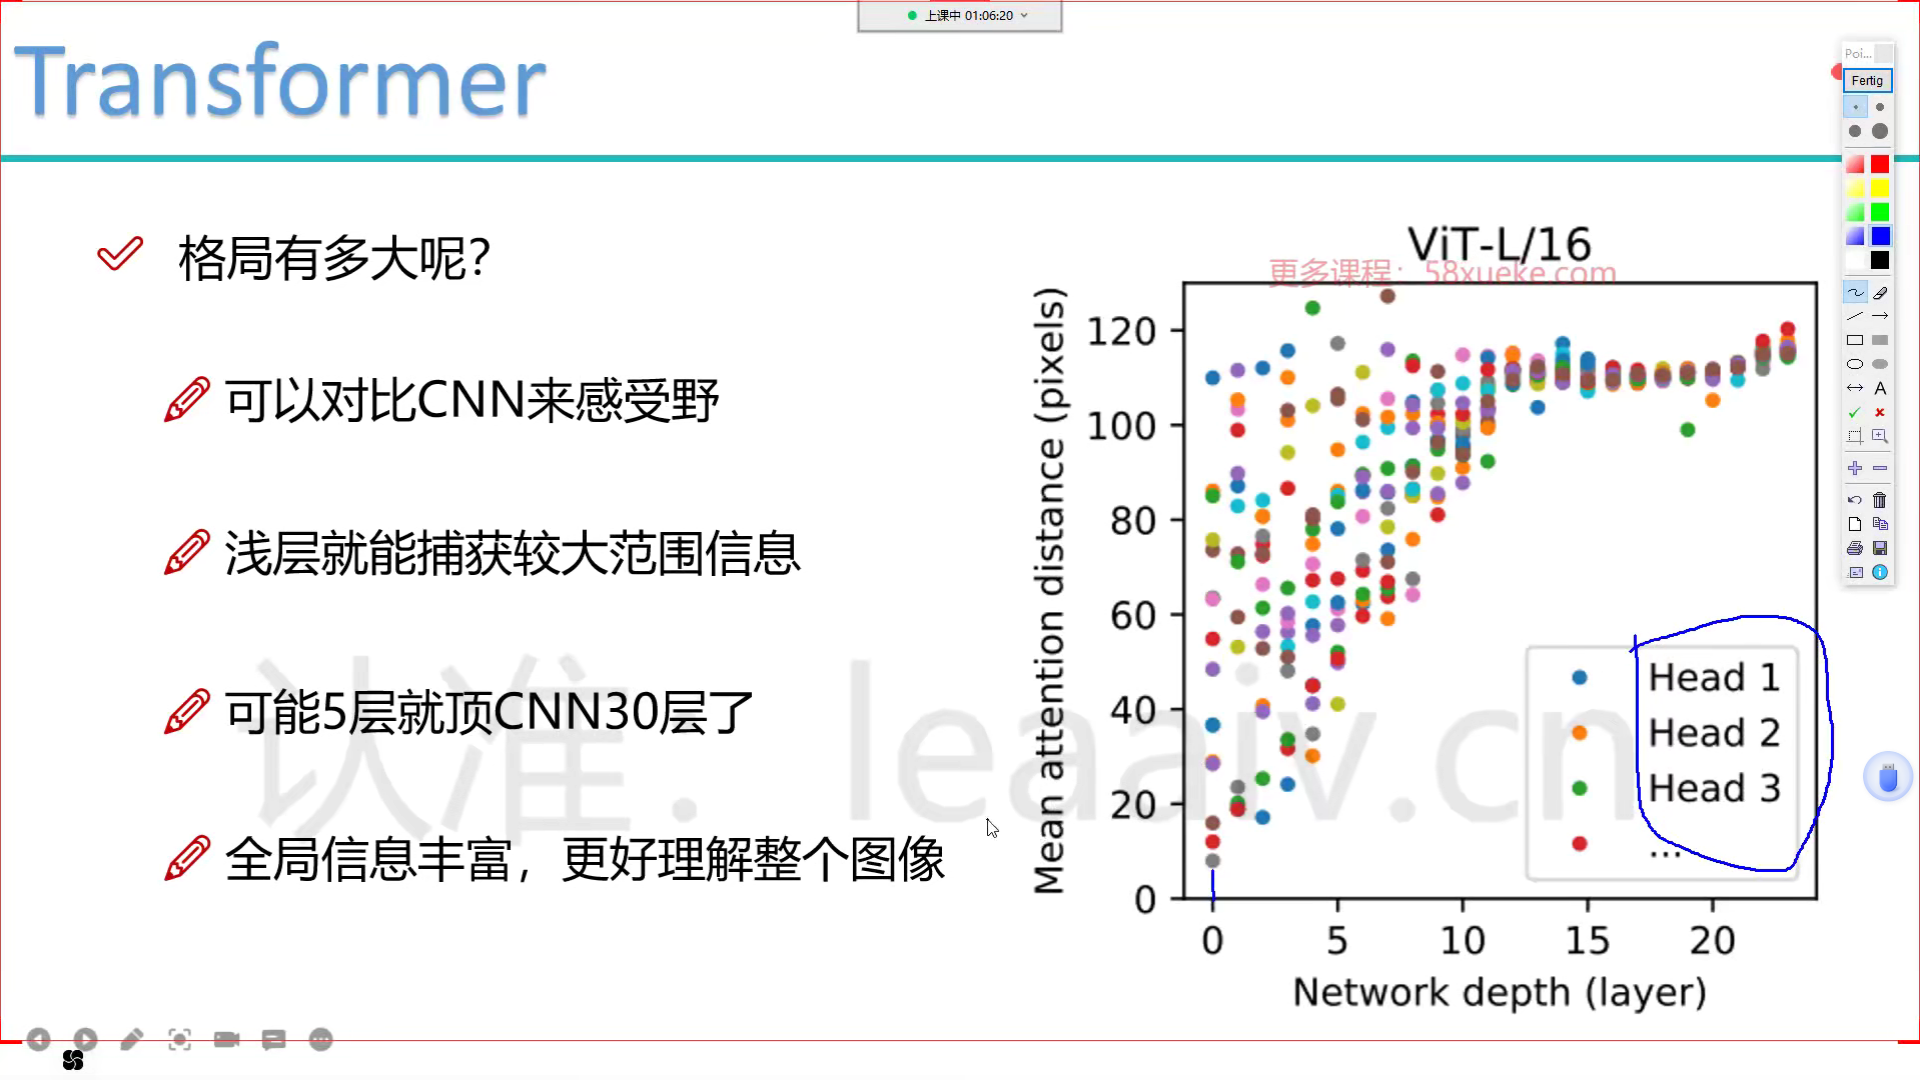 上课中 01:06:20
Transformer
Poi...
Fertig
格局有多大呢？
可以对比CNN来感受野
浅层就能捕获较大范围信息
可能5层就顶CNN30层了
全局信息丰富，更好理解整个图像
认准：leaaiv.cn
ViT-L/16
更多课程：58xueke.com
Mean attention distance (pixels)
120
100
80
60
40
20
0
Head 1
Head 2
Head 3
...
0 5 10 15 20
Network depth (layer)
A